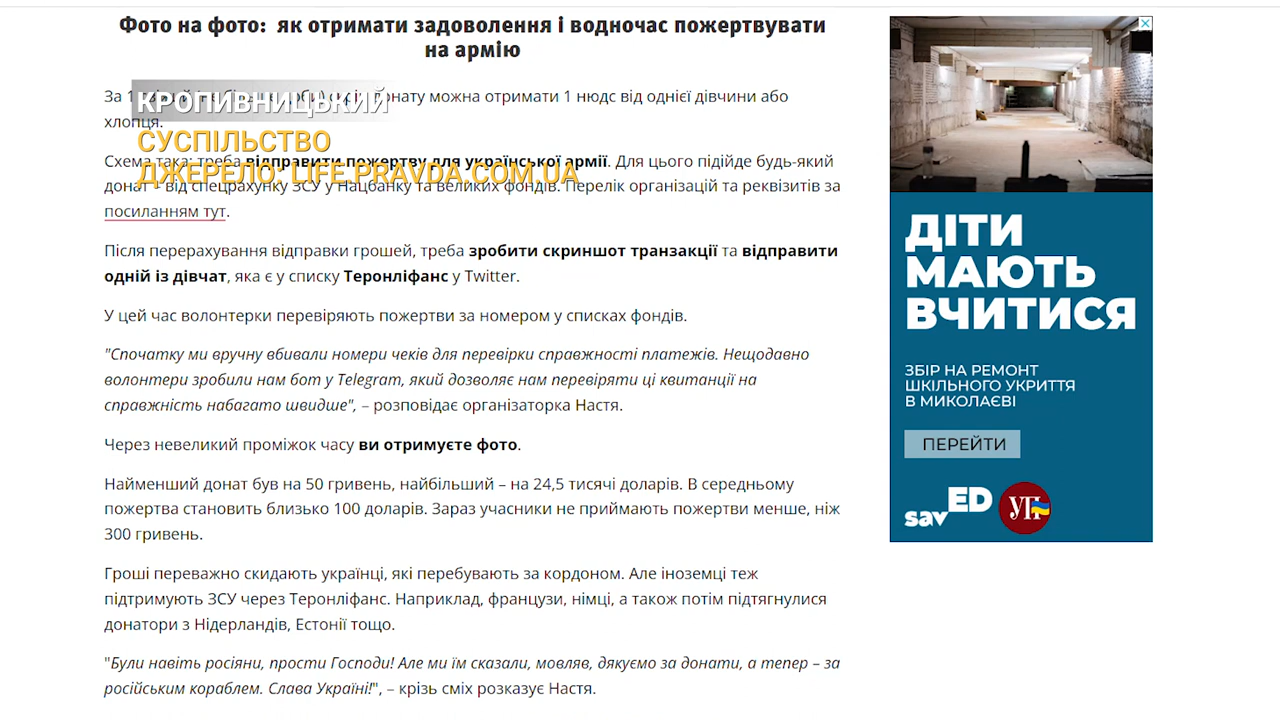 Фото на фото: як отримати задоволення і водночас пожертвувати
на армію
За 1 донату можна отримати 1 нюдс від однієї дівчини або
хлопця.
КРОПИВНИЦЬКИЙ
СУСПІЛЬСТВО
ДЖЕРЕЛО: LIFE.PRAVDA.COM.UA
Схема така: треба відправити пожертву для української армії. Для цього підійде будь-який
донат – від спецрахунку ЗСУ у Нацбанку та великих фондів. Перелік організацій та реквізитів за
посиланням тут.
Після перерахування відправки грошей, треба зробити скриншот транзакції та відправити
одній із дівчат, яка є у списку Теронліфанс у Twitter.
У цей час волонтерки перевіряють пожертви за номером у списках фондів.
"Спочатку ми вручну вбивали номери чеків для перевірки справжності платежів. Нещодавно
волонтери зробили нам бот у Telegram, який дозволяє нам перевіряти ці квитанції на
справжність набагато швидше", – розповідає організаторка Настя.
Через невеликий проміжок часу ви отримуєте фото.
Найменший донат був на 50 гривень, найбільший – на 24,5 тисячі доларів. В середньому
пожертва становить близько 100 доларів. Зараз учасники не приймають пожертви менше, ніж
300 гривень.
Гроші переважно скидають українці, які перебувають за кордоном. Але іноземці теж
підтримують ЗСУ через Теронліфанс. Наприклад, французи, німці, а також потім підтягнулися
донатори з Нідерландів, Естонії тощо.
"Були навіть росіяни, прости Господи! Але ми їм сказали, мовляв, дякуємо за донати, а тепер – за
російським кораблем. Слава Україні!", – крізь сміх розказує Настя.
ДІТИ
МАЮТЬ
ВЧИТИСЯ
ЗБІР НА РЕМОНТ
ШКІЛЬНОГО УКРИТТЯ
В МИКОЛАЄВІ
ПЕРЕЙТИ
savED
УП